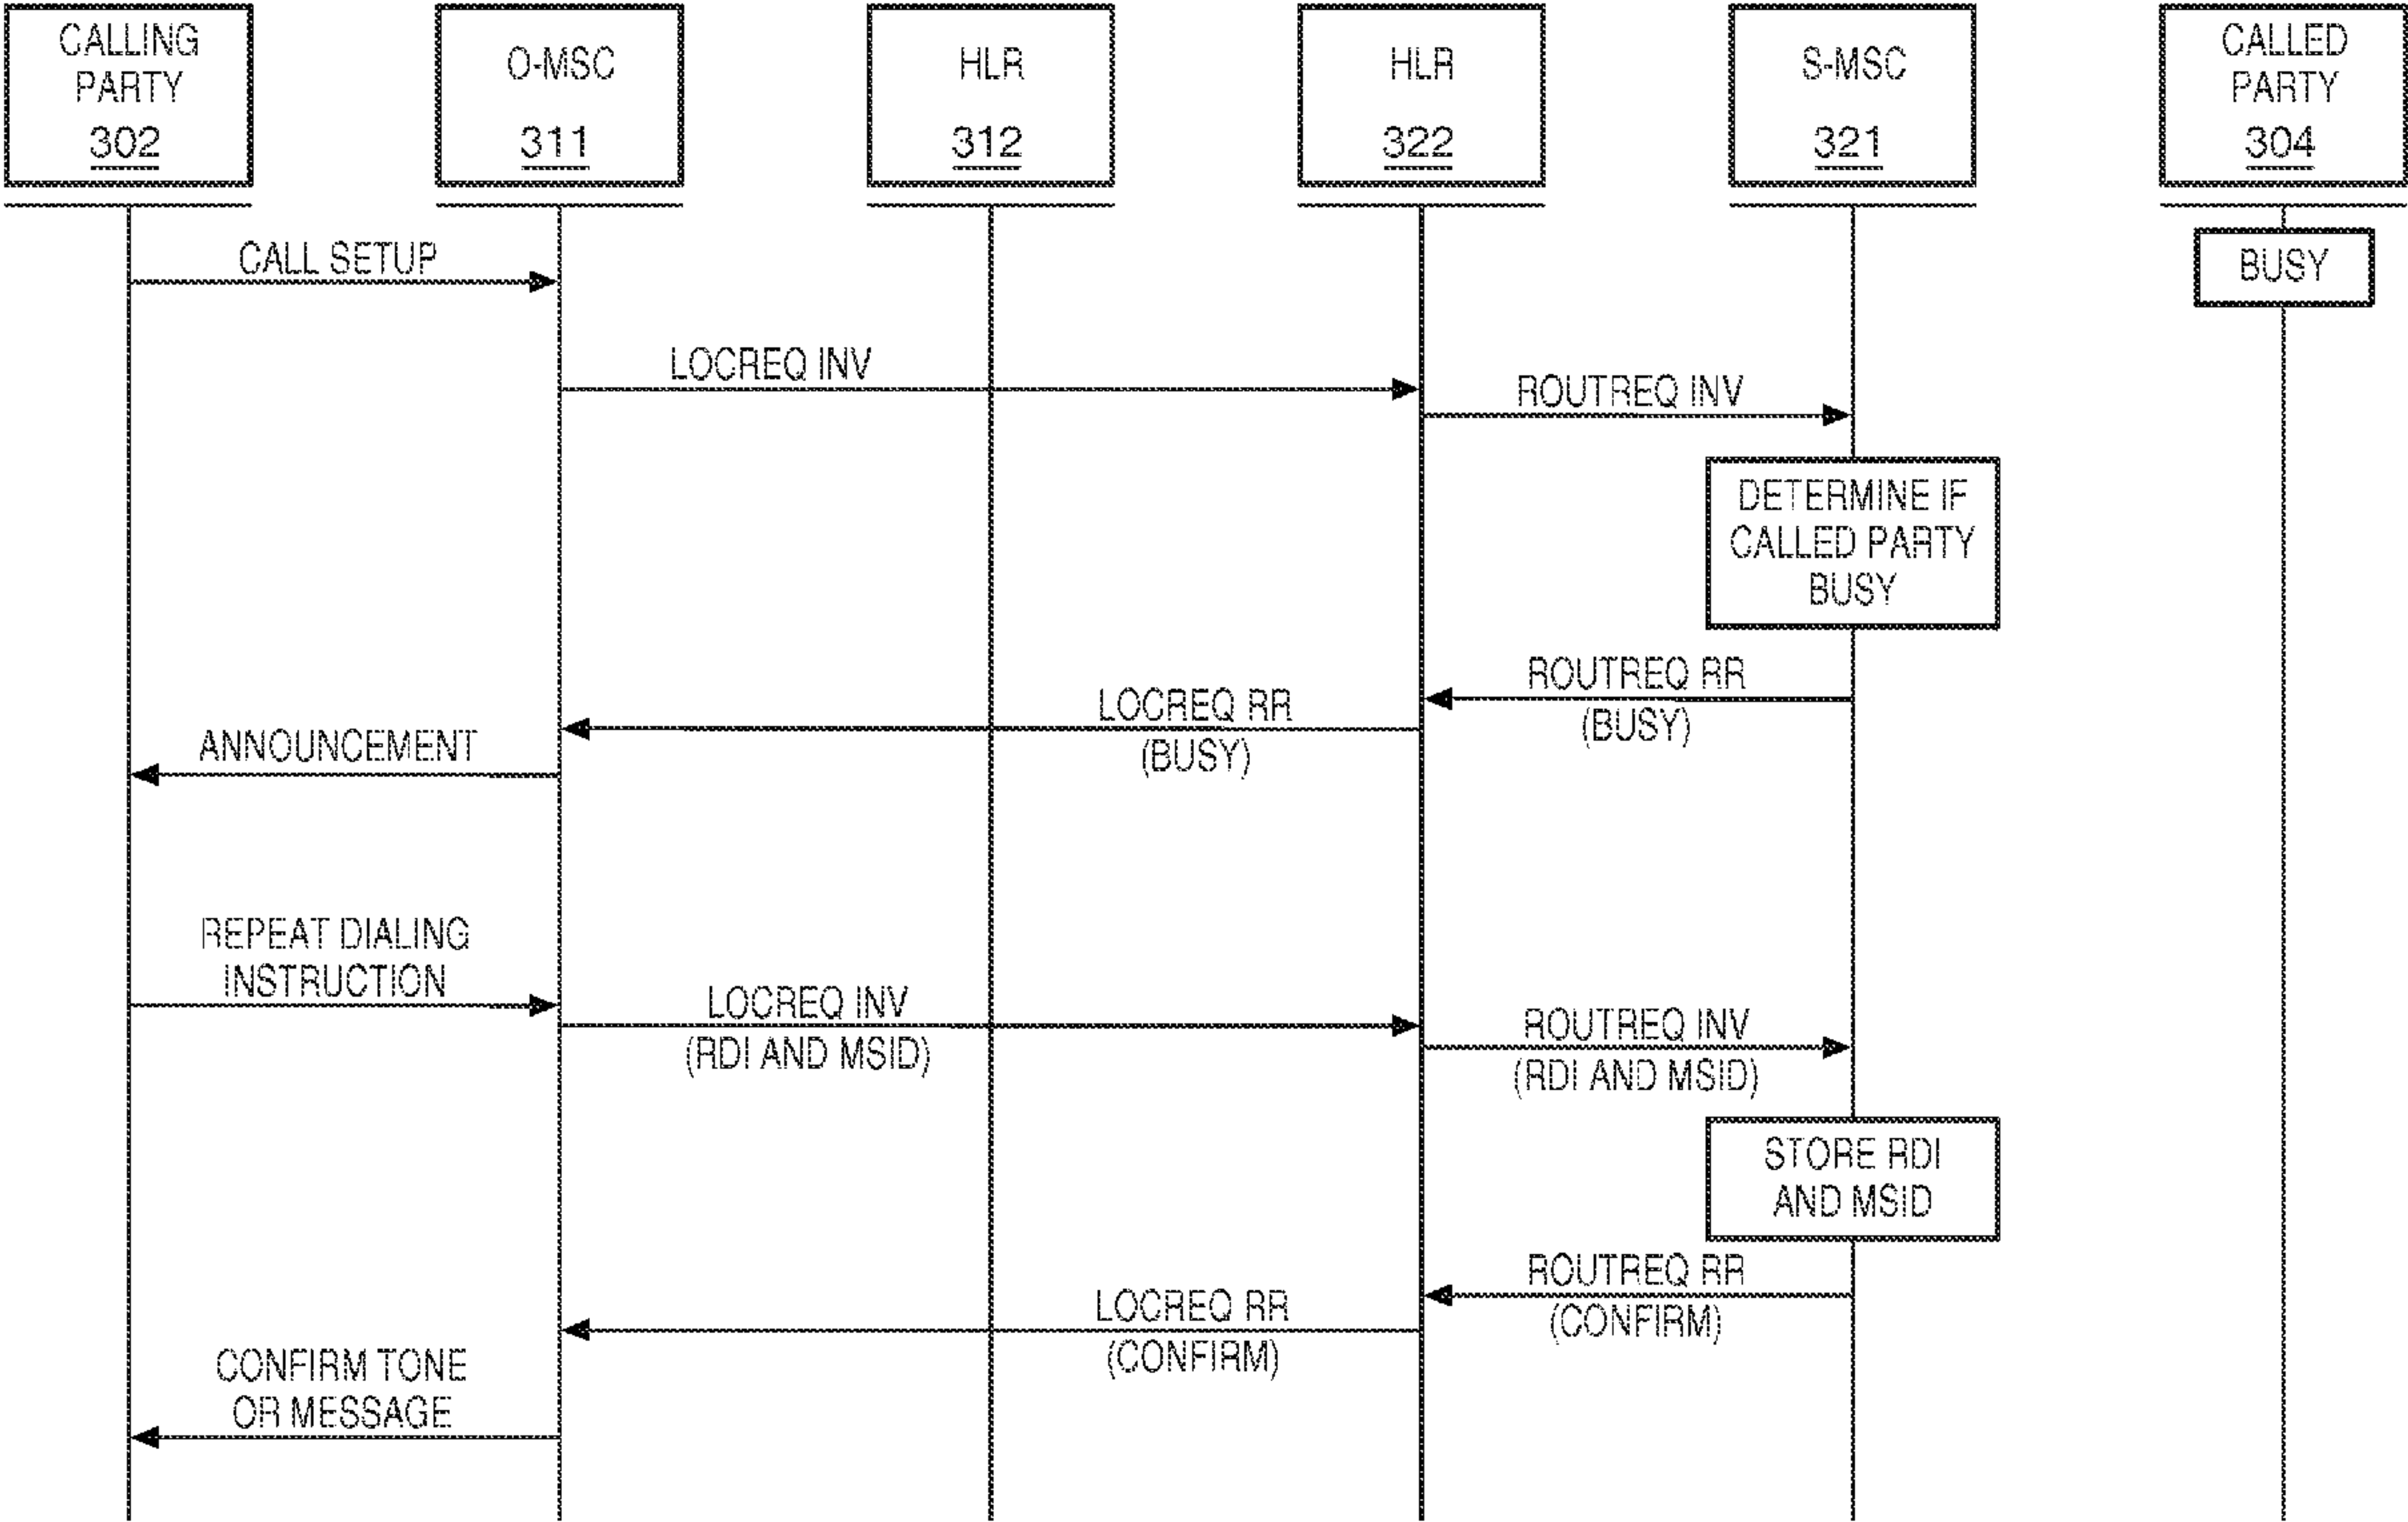 CALLING
PARTY
302
O-MSC
311
HLR
312
HLR
322
S-MSC
321
CALLED
PARTY
304
BUSY
CALL SETUP
LOCREQ INV
ROUTREQ INV
DETERMINE IF
CALLED PARTY
BUSY
ROUTREQ RR
(BUSY)
LOCREQ RR
(BUSY)
ANNOUNCEMENT
REPEAT DIALING
INSTRUCTION
LOCREQ INV
(RDI AND MSID)
ROUTREQ INV
(RDI AND MSID)
STORE RDI
AND MSID
ROUTREQ RR
(CONFIRM)
LOCREQ RR
(CONFIRM)
CONFIRM TONE
OR MESSAGE